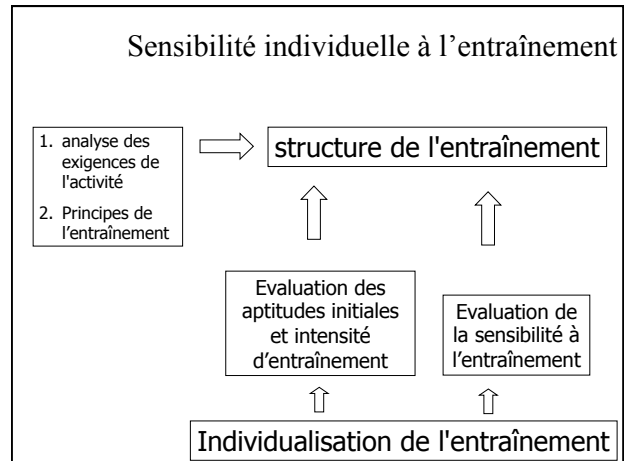 Sensibilité individuelle à l’entraînement
1. analyse des
exigences de
l'activité
2. Principes de
l’entraînement
structure de l'entraînement
Evaluation des
aptitudes initiales
et intensité
d’entraînement
Evaluation de
la sensibilité à
l’entraînement
Individualisation de l'entraînement